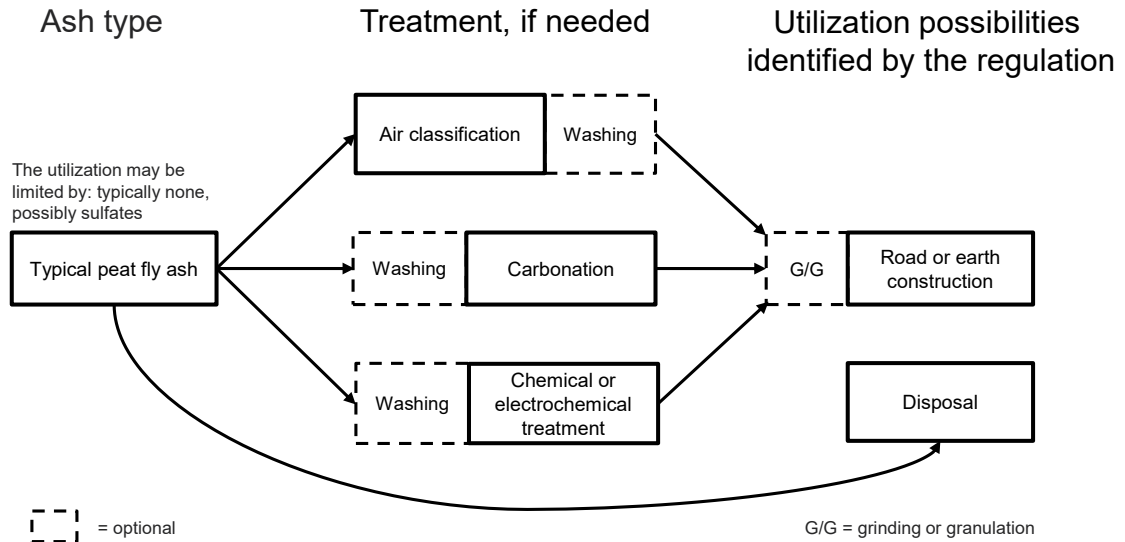 Ash type
Treatment, if needed
Utilization possibilities
identified by the regulation
Air classification
Washing
The utilization may be
limited by: typically none,
possibly sulfates
Typical peat fly ash
Washing
Carbonation
G/G
Road or earth
construction
Washing
Chemical or
electrochemical
treatment
Disposal
= optional
G/G = grinding or granulation